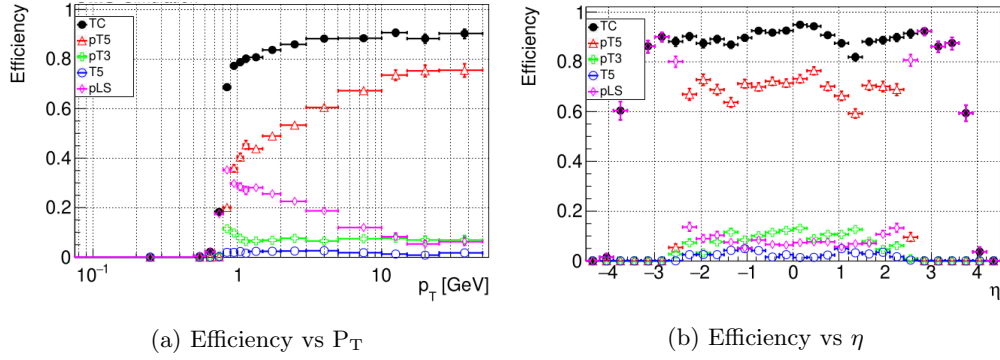 Efficiency
TC
pT5
pT3
T5
pLS
1
0.8
0.6
0.4
0.2
0
10⁻¹
1
10
p_T [GeV]
Efficiency
TC
pT5
pT3
T5
pLS
1
0.8
0.6
0.4
0.2
0
−4
−3
−2
−1
0
1
2
3
4
η
(a) Efficiency vs P_T
(b) Efficiency vs η